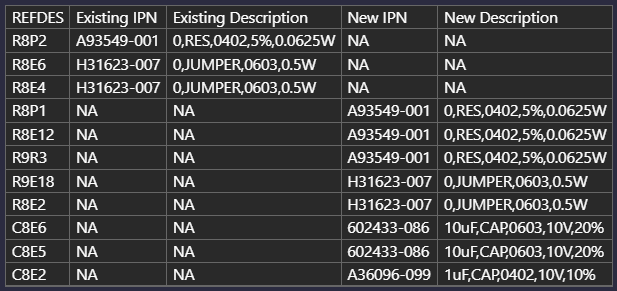 REFDES Existing IPN Existing Description New IPN New Description
R8P2 A93549-001 0,RES,0402,5%,0.0625W NA NA
R8E6 H31623-007 0,JUMPER,0603,0.5W NA NA
R8E4 H31623-007 0,JUMPER,0603,0.5W NA NA
R8P1 NA NA A93549-001 0,RES,0402,5%,0.0625W
R8E12 NA NA A93549-001 0,RES,0402,5%,0.0625W
R9R3 NA NA A93549-001 0,RES,0402,5%,0.0625W
R9E18 NA NA H31623-007 0,JUMPER,0603,0.5W
R8E2 NA NA H31623-007 0,JUMPER,0603,0.5W
C8E6 NA NA 602433-086 10uF,CAP,0603,10V,20%
C8E5 NA NA 602433-086 10uF,CAP,0603,10V,20%
C8E2 NA NA A36096-099 1uF,CAP,0402,10V,10%